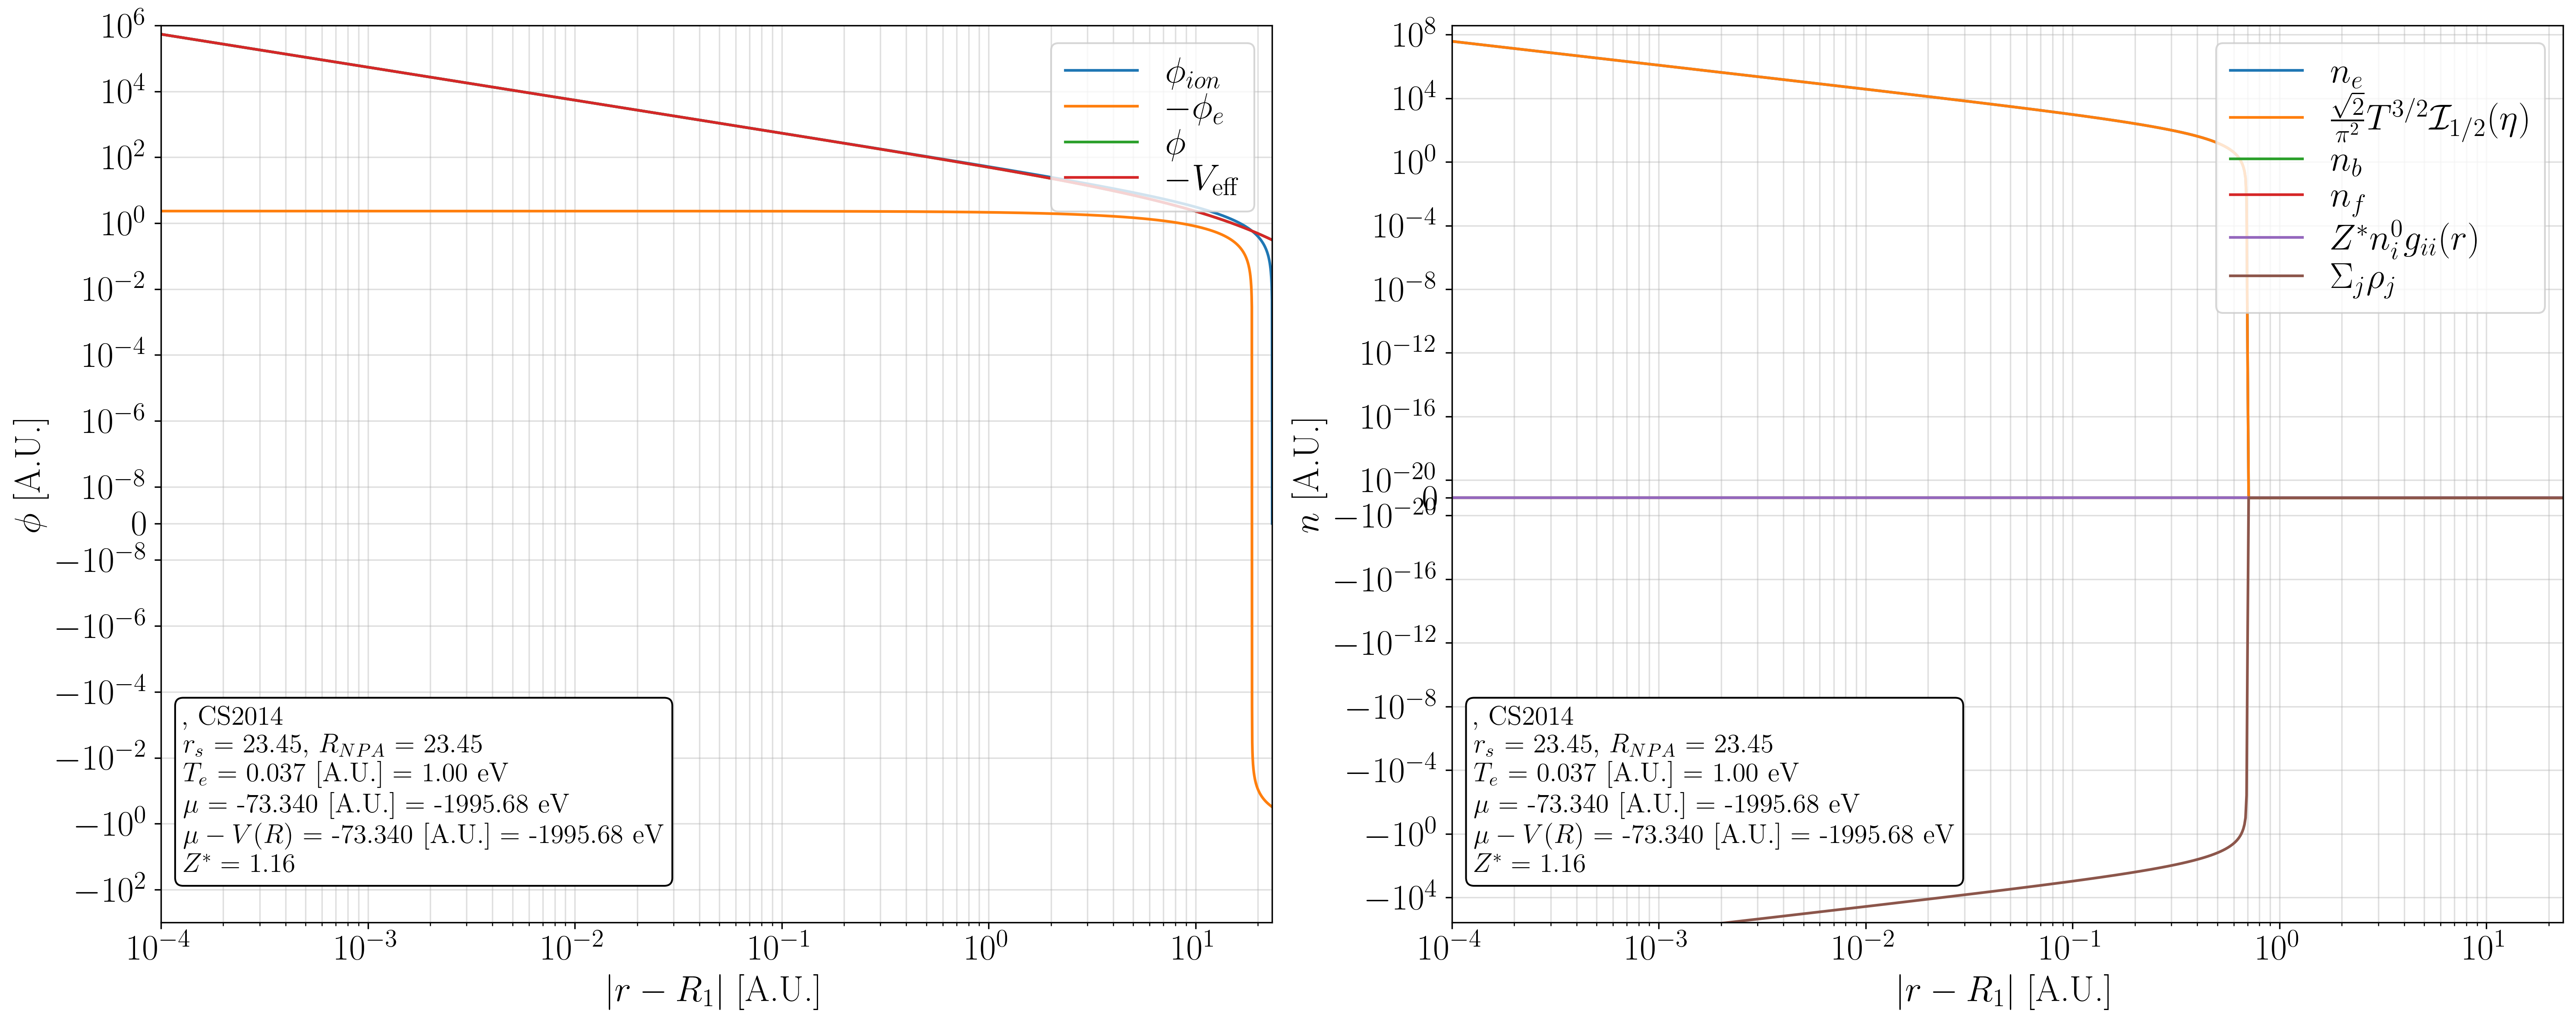 10^6
10^4
10^2
10^0
10^−2
10^−4
10^−6
10^−8
0
−10^−8
−10^−6
−10^−4
−10^−2
−10^0
−10^2
ϕ [A.U.]
ϕ_ion
−ϕ_e
ϕ
−V_eff
, CS2014
r_s = 23.45, R_NPA = 23.45
T_e = 0.037 [A.U.] = 1.00 eV
μ = -73.340 [A.U.] = -1995.68 eV
μ − V(R) = -73.340 [A.U.] = -1995.68 eV
Z* = 1.16
10^−4 10^−3 10^−2 10^−1 10^0 10^1
|r − R_1| [A.U.]
10^8
10^4
10^0
10^−4
10^−8
10^−12
10^−16
10^−20
0
−10^−20
−10^−16
−10^−12
−10^−8
−10^−4
−10^0
−10^4
n [A.U.]
n_e
√2/π^2 T^3/2 I_1/2(η)
n_b
n_f
Z*n_i^0 g_ii(r)
Σ_jρ_j
, CS2014
r_s = 23.45, R_NPA = 23.45
T_e = 0.037 [A.U.] = 1.00 eV
μ = -73.340 [A.U.] = -1995.68 eV
μ − V(R) = -73.340 [A.U.] = -1995.68 eV
Z* = 1.16
10^−4 10^−3 10^−2 10^−1 10^0 10^1
|r − R_1| [A.U.]